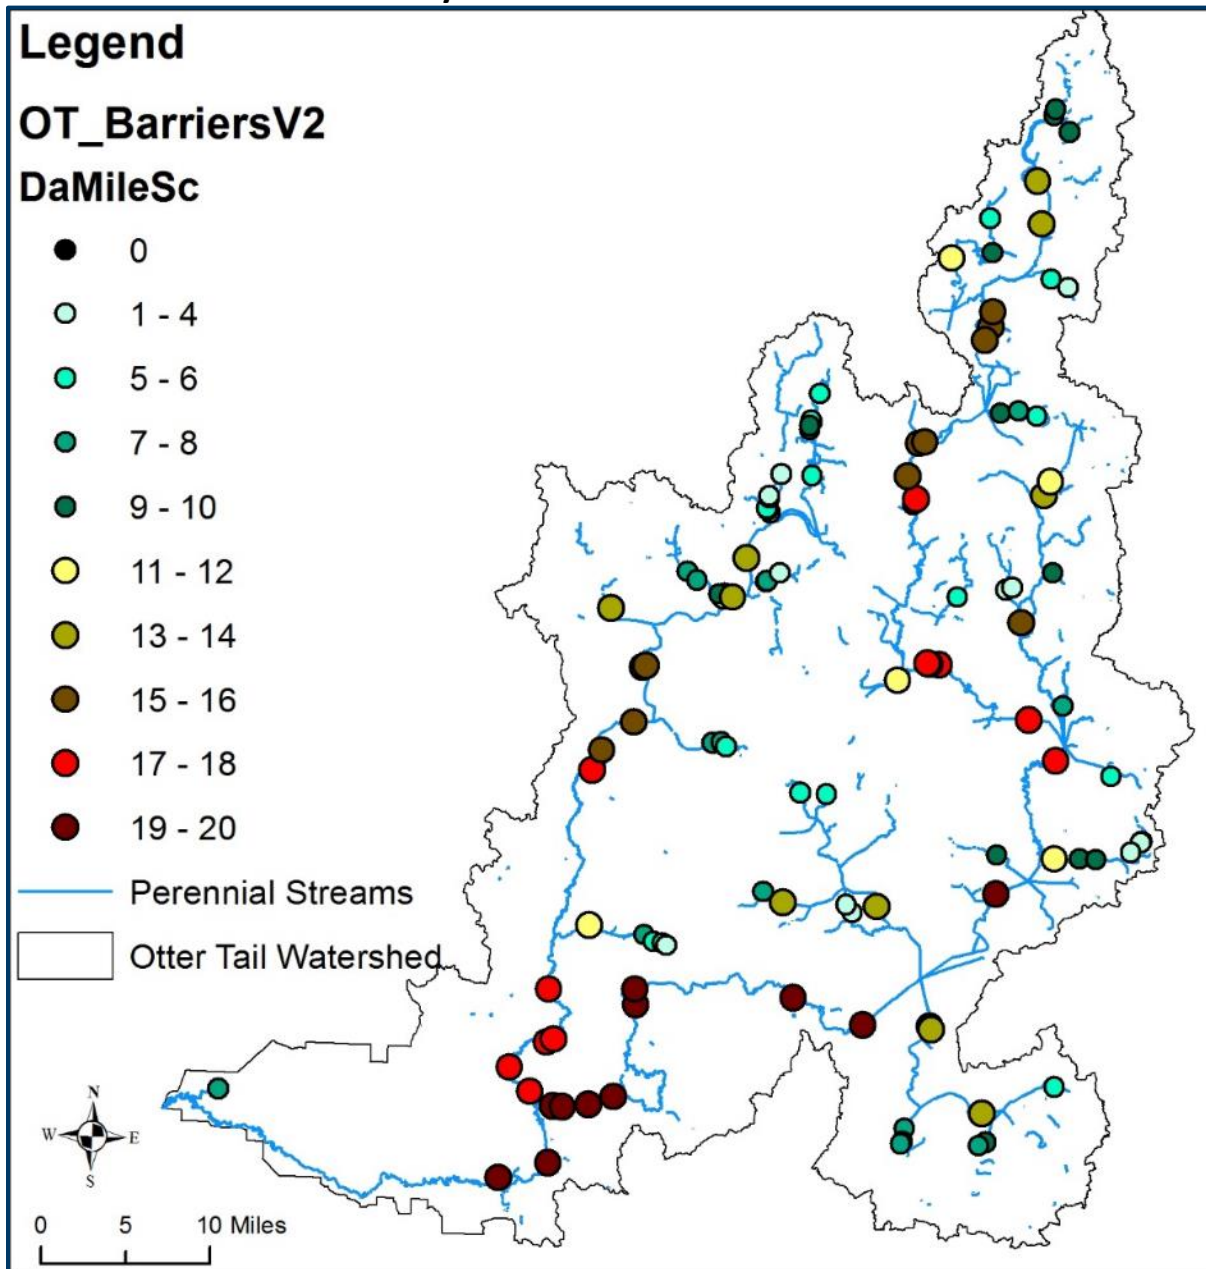 Legend
OT_BarriersV2
DaMileSc
0
1 - 4
5 - 6
7 - 8
9 - 10
11 - 12
13 - 14
15 - 16
17 - 18
19 - 20
Perennial Streams
Otter Tail Watershed
N
W E
S
0 5 10 Miles